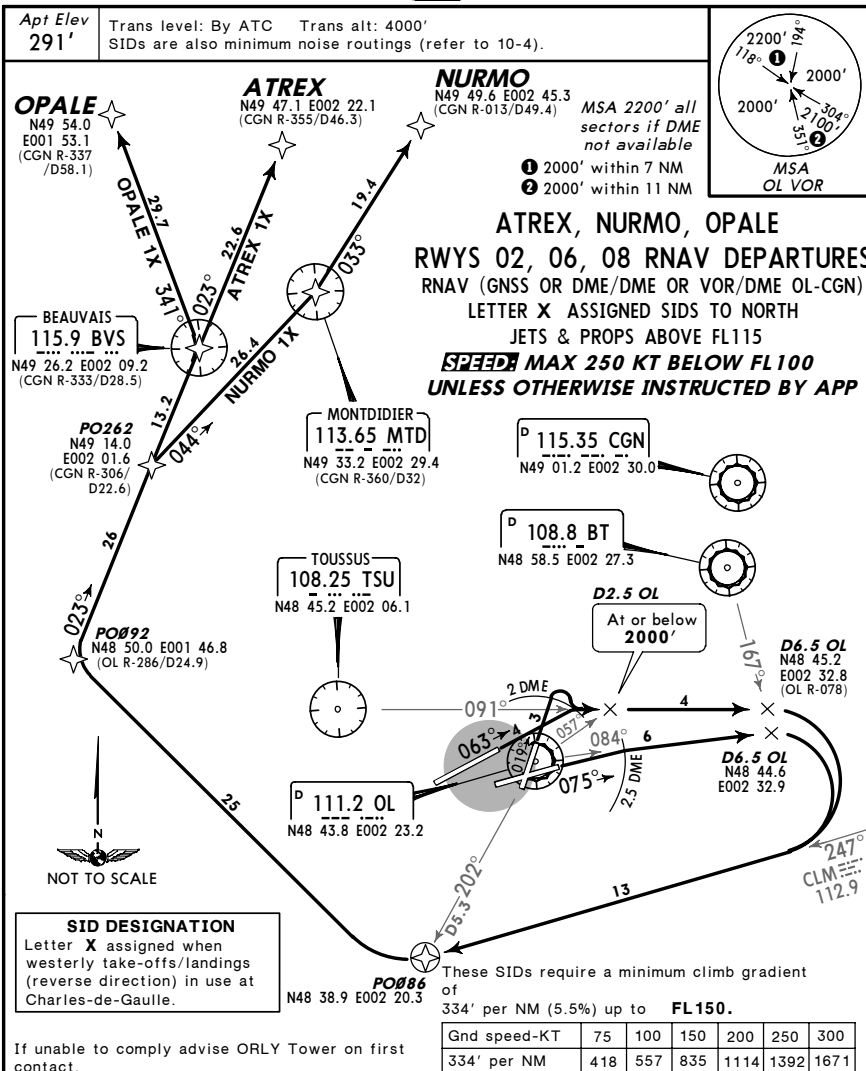 Apt Elev
291'
Trans level: By ATC Trans alt: 4000'
SIDs are also minimum noise routings (refer to 10-4).
2200'
194°
118°
1
2000'
2000'
304°
2100'
351°
2
MSA
OL VOR
OPALE
N49 54.0
E001 53.1
(CGN R-337
/D58.1)
ATREX
N49 47.1 E002 22.1
(CGN R-355/D46.3)
NURMO
N49 49.6 E002 45.3
(CGN R-013/D49.4)
MSA 2200' all
sectors if DME
not available
1 2000' within 7 NM
2 2000' within 11 NM
ATREX, NURMO, OPALE
RWYS 02, 06, 08 RNAV DEPARTURES
RNAV (GNSS OR DME/DME OR VOR/DME OL-CGN)
LETTER X ASSIGNED SIDS TO NORTH
JETS & PROPS ABOVE FL115
SPEED: MAX 250 KT BELOW FL100
UNLESS OTHERWISE INSTRUCTED BY APP
29.7
OPALE 1X
341°
22.6
ATREX 1X
023°
19.4
033°
26.4
NURMO 1X
044°
BEAUVAIS
115.9 BVS
N49 26.2 E002 09.2
(CGN R-333/D28.5)
13.2
PO262
N49 14.0
E002 01.6
(CGN R-306/
D22.6)
MONTDIDIER
113.65 MTD
N49 33.2 E002 29.4
(CGN R-360/D32)
D 115.35 CGN
N49 01.2 E002 30.0
D 108.8 BT
N48 58.5 E002 27.3
26
023°
TOUSSUS
108.25 TSU
N48 45.2 E002 06.1
D2.5 OL
At or below
2000'
167°
D6.5 OL
N48 45.2
E002 32.8
(OL R-078)
PO092
N48 50.0 E001 46.8
(OL R-286/D24.9)
091°
2 DME
4
063°
4
3
019°
057°
084°
6
075°
2.5 DME
D6.5 OL
N48 44.6
E002 32.9
D 111.2 OL
N48 43.8 E002 23.2
25
N
NOT TO SCALE
202°
D5.3
13
247°
CLM
112.9
SID DESIGNATION
Letter X assigned when
westerly take-offs/landings
(reverse direction) in use at
Charles-de-Gaulle.
PO086
N48 38.9 E002 20.3
These SIDs require a minimum climb gradient
of
334' per NM (5.5%) up to FL150.
Gnd speed-KT 75 100 150 200 250 300
334' per NM 418 557 835 1114 1392 1671
If unable to comply advise ORLY Tower on first
contact.